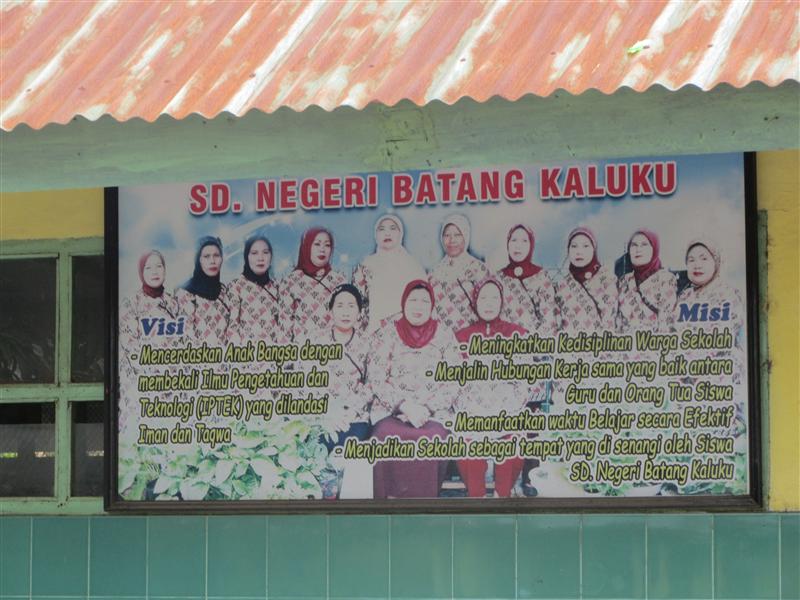 SD. NEGERI BATANG KALUKU
Visi
- Mencerdaskan Anak Bangsa dengan
membekali Ilmu Pengetahuan dan
Teknologi (IPTEK) yang dilandasi
Iman dan Taqwa
Misi
- Meningkatkan Kedisiplinan Warga Sekolah
- Menjalin Hubungan Kerja sama yang baik antara
Guru dan Orang Tua Siswa
- Memanfaatkan waktu Belajar secara Efektif
- Menjadikan Sekolah sebagai tempat yang di senangi oleh Siswa
SD. Negeri Batang Kaluku